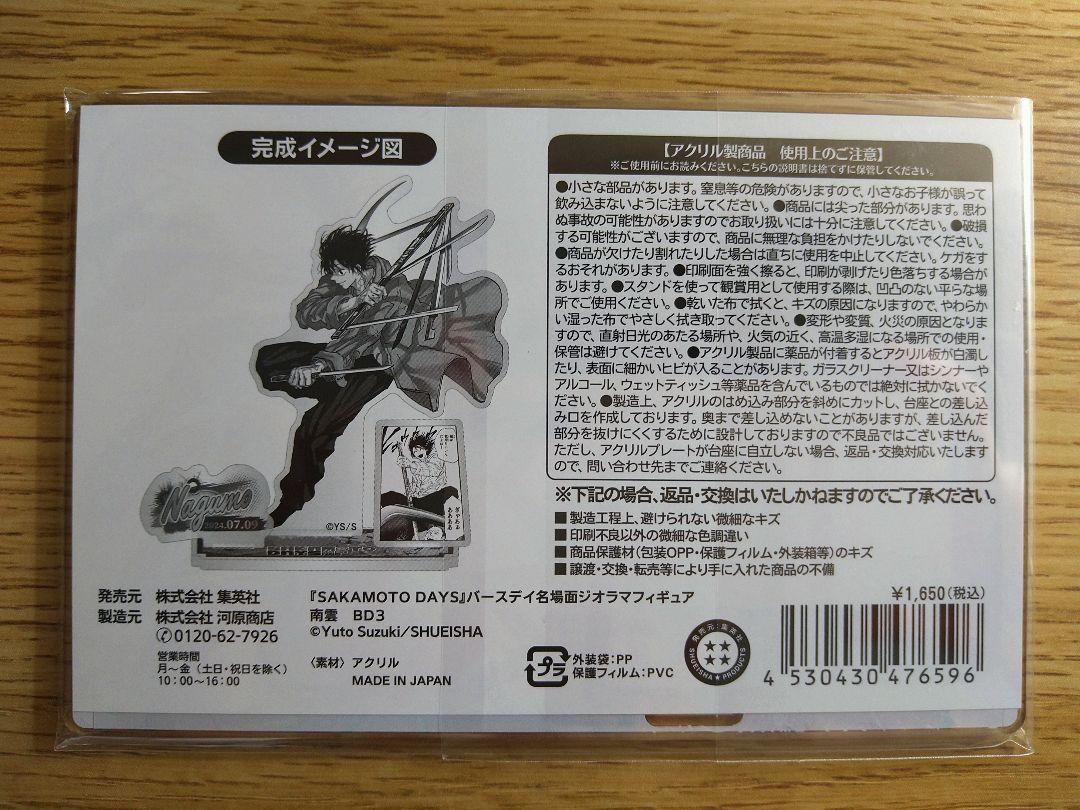 完成イメージ図
Nagumo
2024.07.09
©YS/S
【アクリル製商品　使用上のご注意】
※ご使用前にお読みください。こちらの説明書は捨てずに保管してください。
●小さな部品があります。窒息等の危険がありますので、小さなお子様が誤って
飲み込まないように注意してください。●商品には尖った部分があります。思わ
ぬ事故の可能性がありますのでお取り扱いには十分に注意してください。●破損
する可能性がございますので、商品に無理な負担をかけたりしないでください。
●商品が欠けたり割れたりした場合は直ちに使用を中止してください。ケガをす
るおそれがあります。●印刷面を強く擦ると、印刷が剥げたり色落ちする場合が
あります。●スタンドを使って観賞用として使用する際は、凹凸のない平らな場
所でご使用ください。●乾いた布で拭くと、キズの原因になりますので、やわらか
い湿った布でやさしく拭き取ってください。●変形や変質、火災の原因となりま
すので、直射日光のあたる場所や、火気の近く、高温多湿になる場所での使用・
保管は避けてください。●アクリル製品に薬品が付着するとアクリル板が白濁し
たり、表面に細かいヒビが入ることがあります。ガラスクリーナー又はシンナーや
アルコール、ウェットティッシュ等薬品を含んでいるものでは絶対に拭かないでく
ださい。●製造上、アクリルのはめ込み部分を斜めにカットし、台座との差し込
み口を作成しております。奥まで差し込めないことがありますが、差し込んだ
部分を抜けにくくするために設計しておりますので不良品ではございません。
ただし、アクリルプレートが台座に自立しない場合、返品・交換対応いたします
ので、問い合わせ先までご連絡ください。
※下記の場合、返品・交換はいたしかねますのでご了承ください。
■製造工程上、避けられない微細なキズ
■印刷不良以外の微細な色調違い
■商品保護材(包装OPP・保護フィルム・外装箱等)のキズ
■譲渡・交換・転売等により手に入れた商品の不備
発売元　株式会社 集英社
製造元　株式会社 河原商店
0120-62-7926
営業時間
月～金(土日・祝日を除く)
10:00～16:00
『SAKAMOTO DAYS』バースデイ名場面ジオラマフィギュア
南雲　BD3
©Yuto Suzuki/SHUEISHA
〈素材〉アクリル
MADE IN JAPAN
プラ
外装袋:PP
保護フィルム:PVC
発売元:集英社
SHUEISHA★PRODUCTS
¥1,650(税込)
4 530430 476596